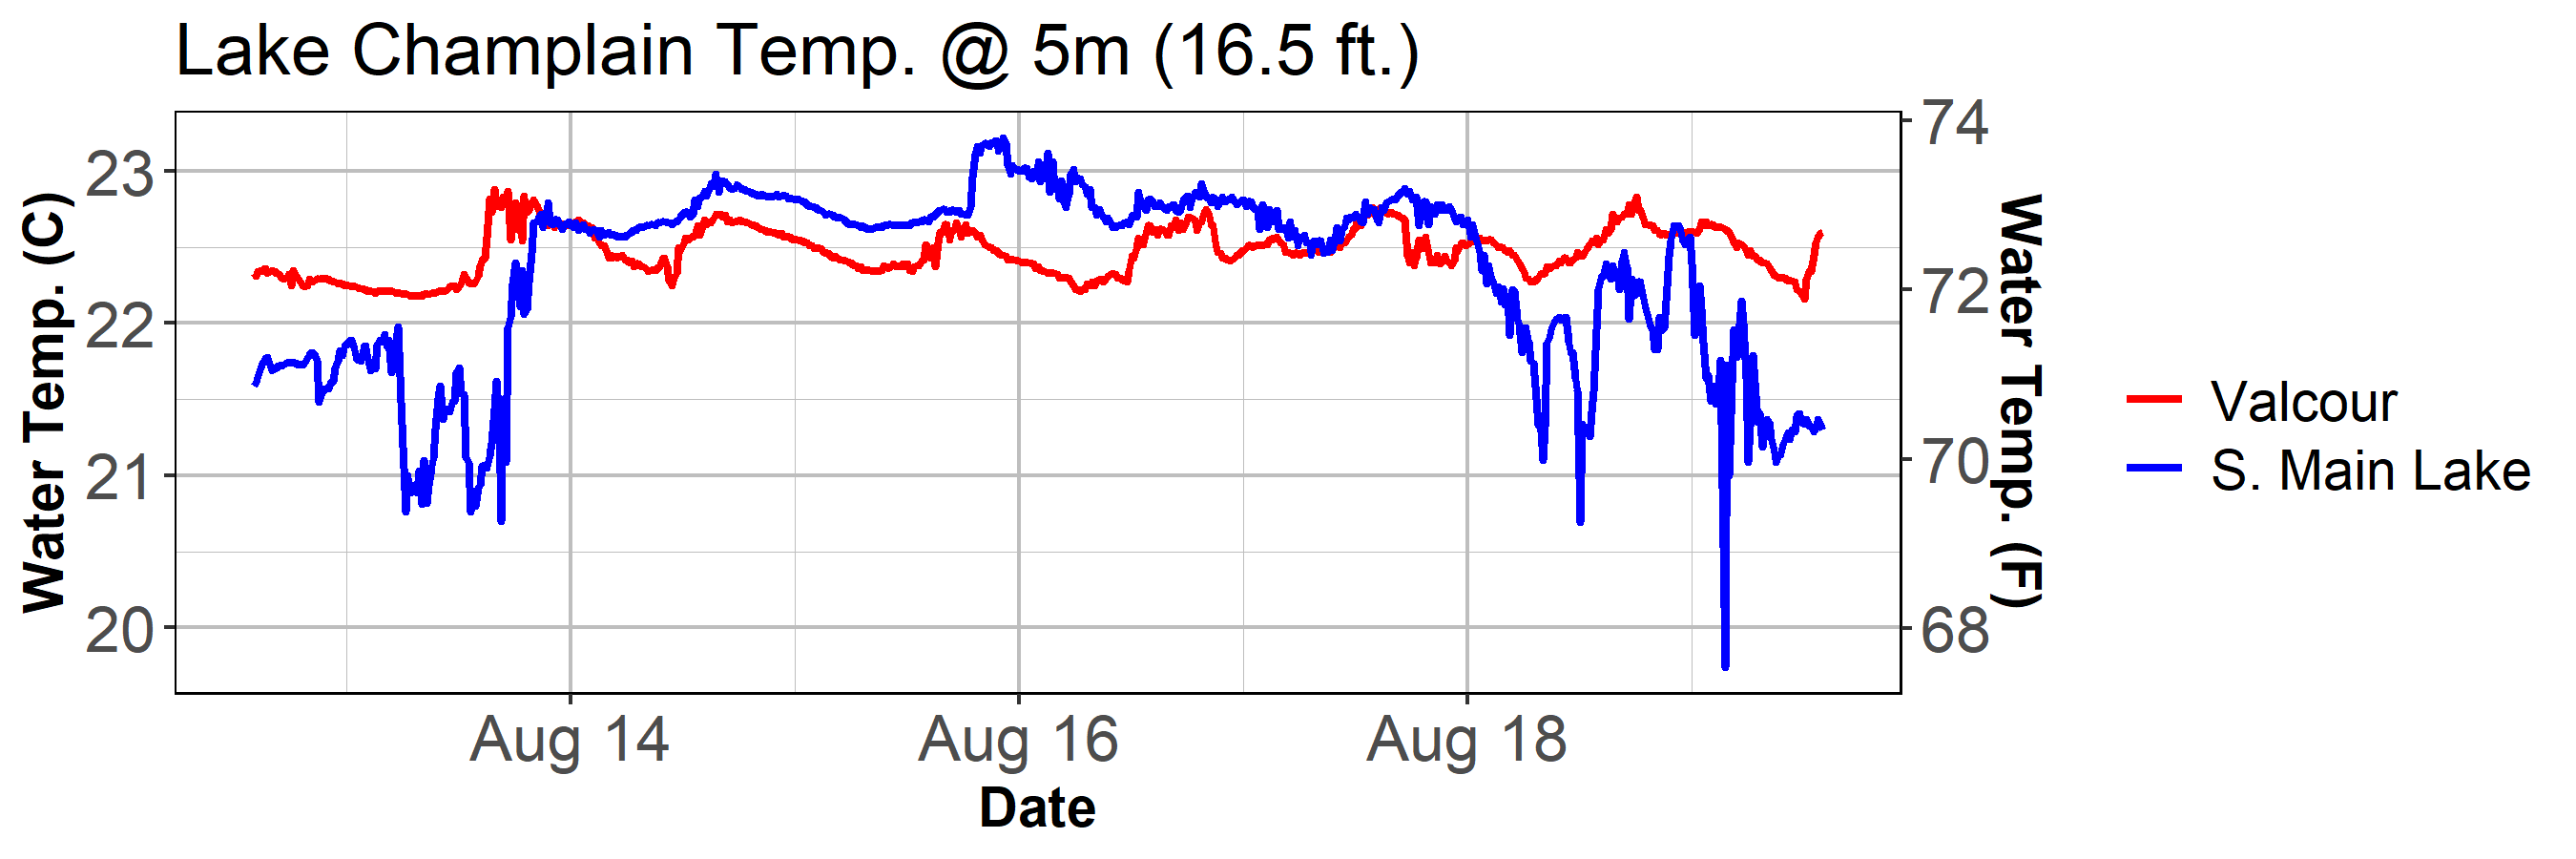 Lake Champlain Temp. @ 5m (16.5 ft.)
Water Temp. (C)
23
22
21
20
74
72
70
68
Water Temp. (F)
Aug 14
Aug 16
Aug 18
Date
Valcour
S. Main Lake